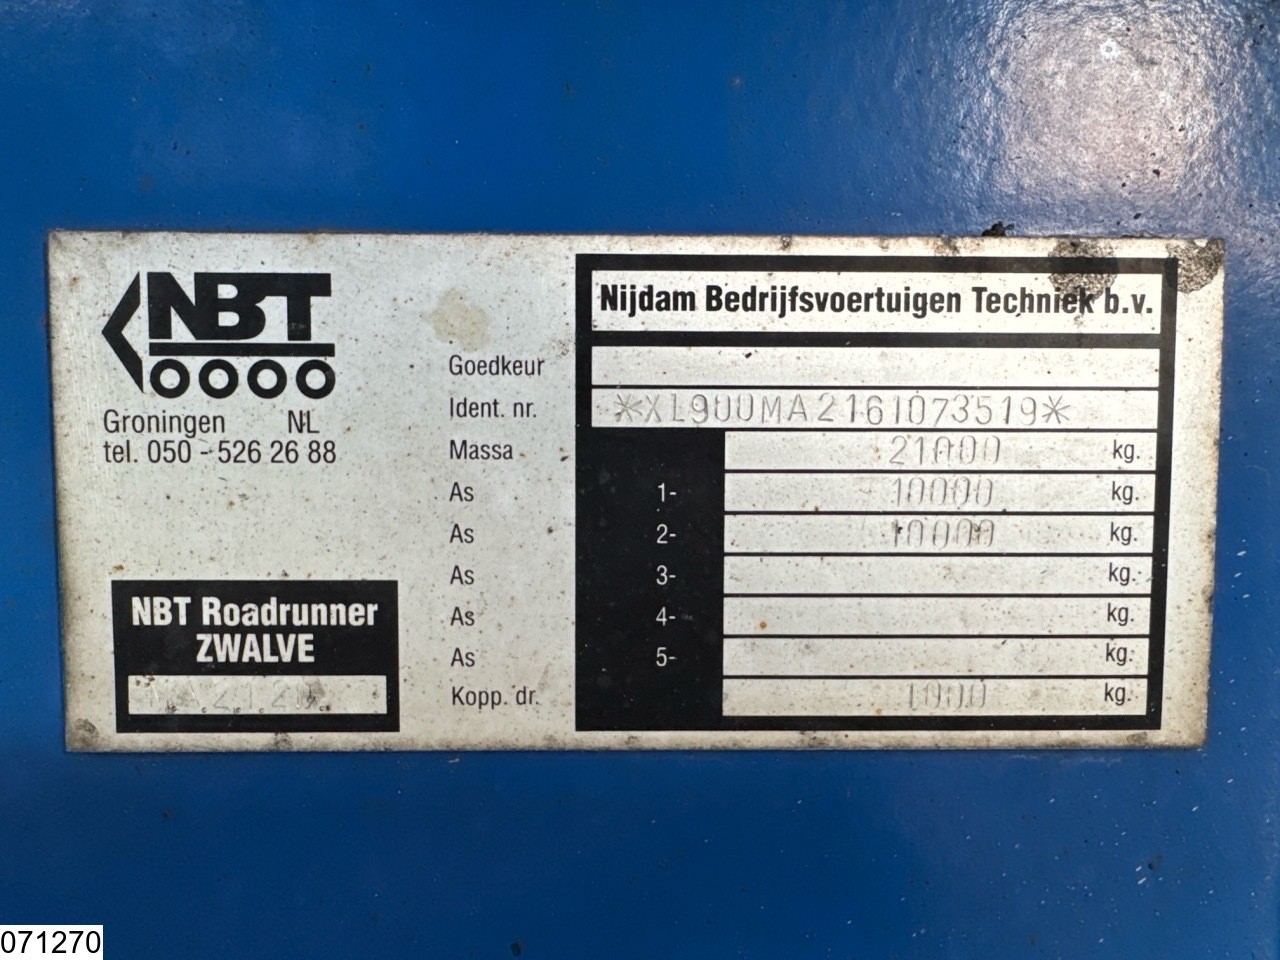 NBT
Groningen NL
tel. 050 - 526 26 88
NBT Roadrunner
ZWALVE
Nijdam Bedrijfsvoertuigen Techniek b.v.
Goedkeur
Ident. nr. *XL900MA2161073519*
Massa 21000 kg.
As 1- 10000 kg.
As 2- 10000 kg.
As 3- kg.
As 4- kg.
As 5- kg.
Kopp. dr. 1000 kg.
071270